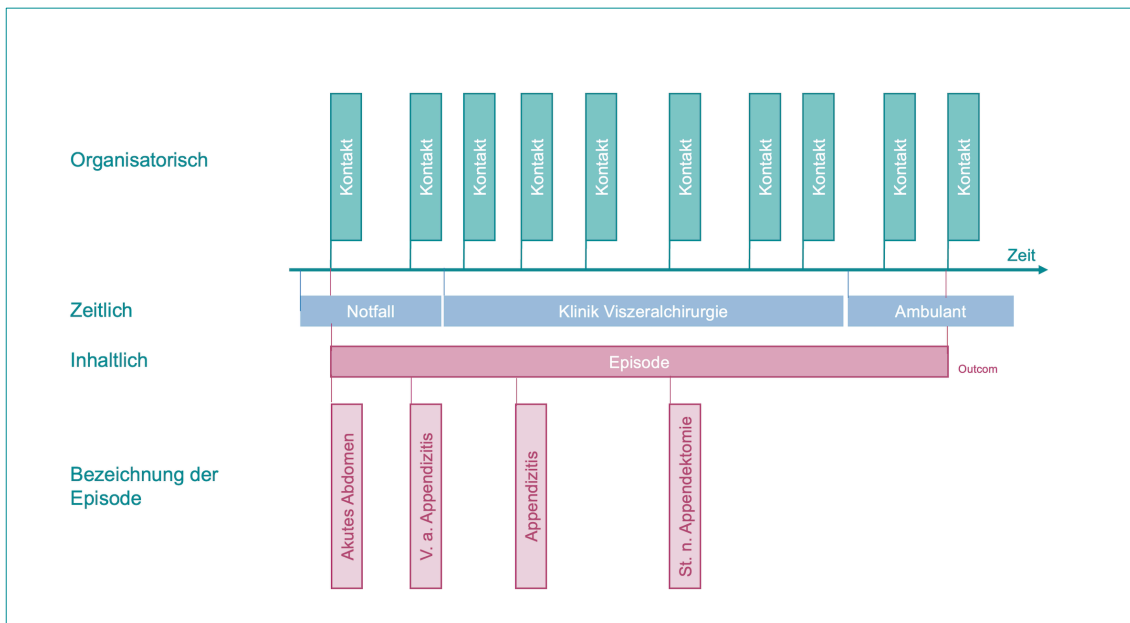 Organisatorisch
Kontakt
Kontakt
Kontakt
Kontakt
Kontakt
Kontakt
Kontakt
Kontakt
Kontakt
Kontakt
Zeit
Zeitlich
Notfall
Klinik Viszeralchirurgie
Ambulant
Inhaltlich
Episode
Outcom
Bezeichnung der
Episode
Akutes Abdomen
V. a. Appendizitis
Appendizitis
St. n. Appendektomie